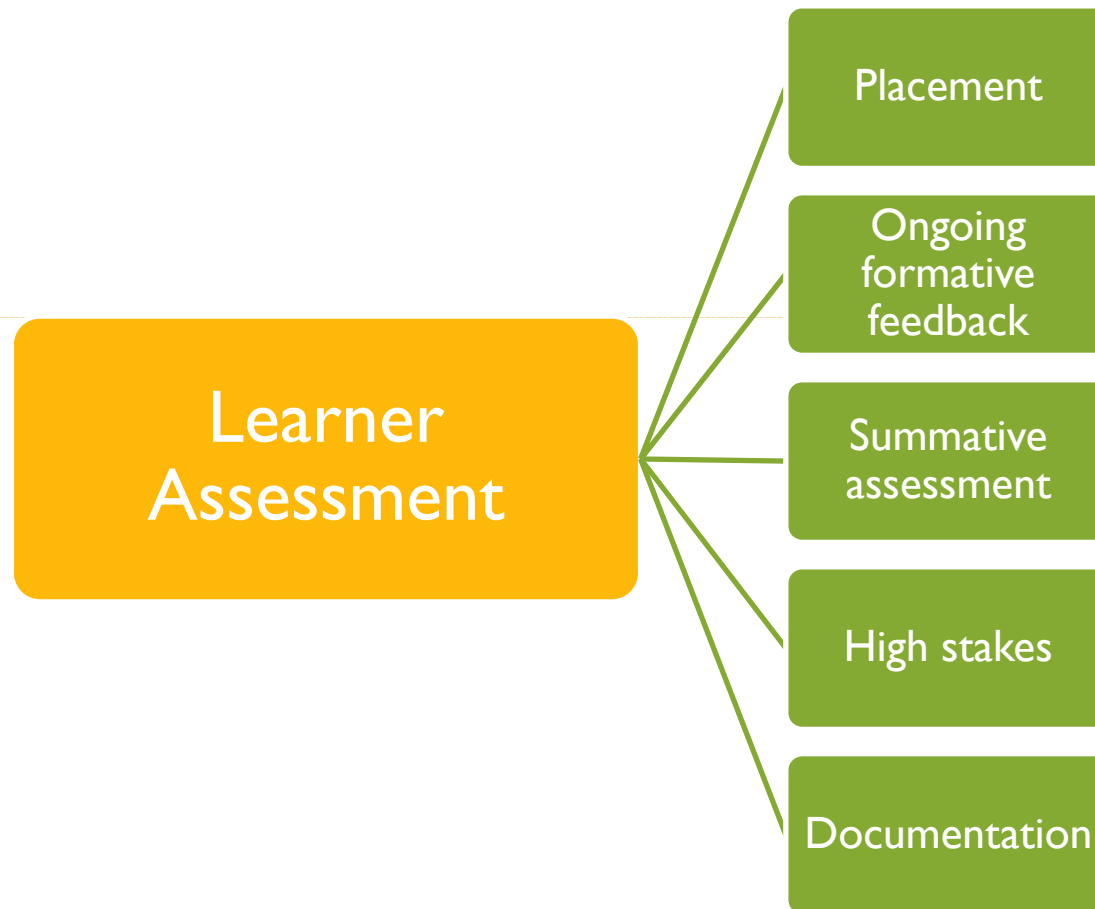 Placement
Ongoing
formative
feedback
Learner
Assessment
Summative
assessment
High stakes
Documentation